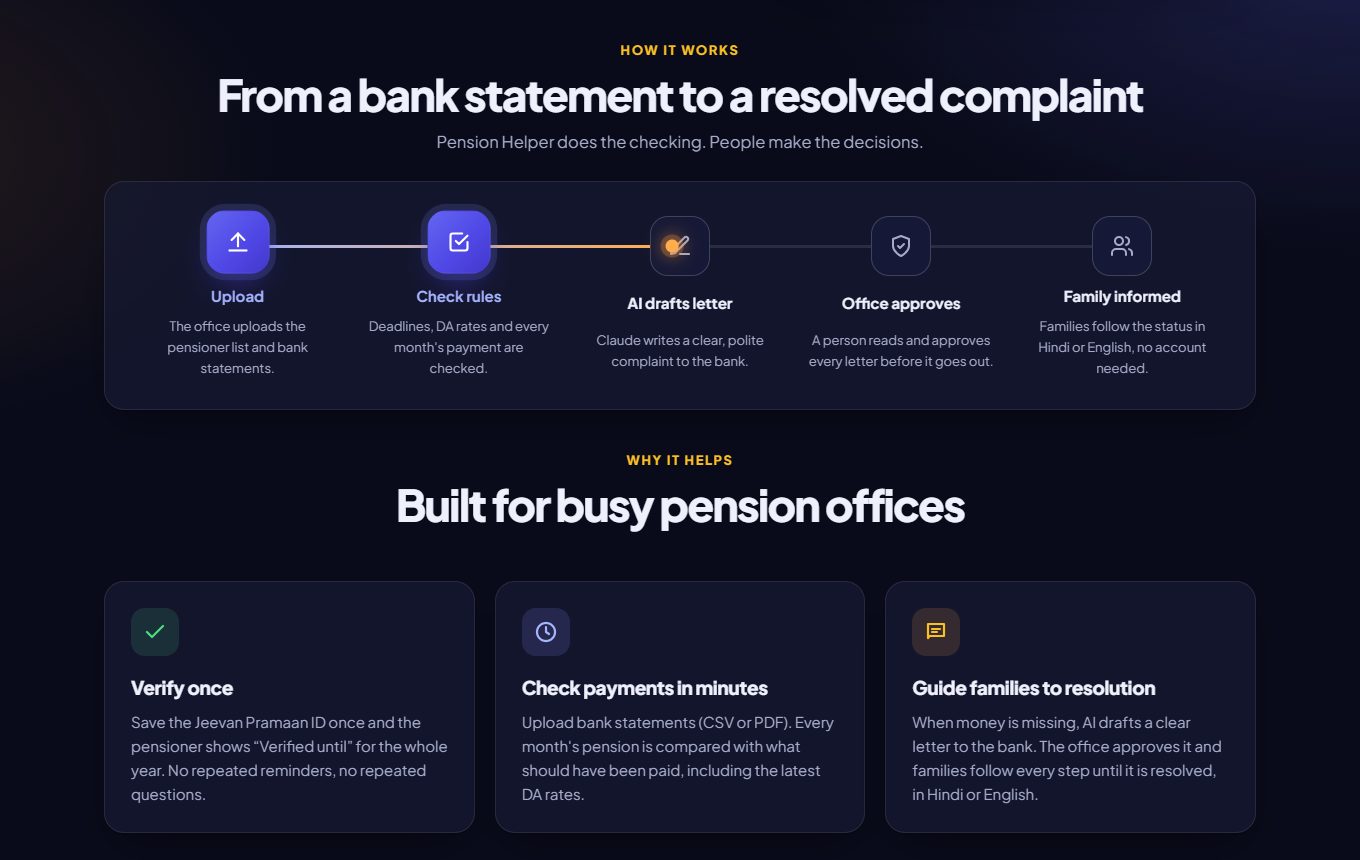 HOW IT WORKS
From a bank statement to a resolved complaint
Pension Helper does the checking. People make the decisions.
Upload
The office uploads the
pensioner list and bank
statements.
Check rules
Deadlines, DA rates and every
month's payment are
checked.
AI drafts letter
Claude writes a clear, polite
complaint to the bank.
Office approves
A person reads and approves
every letter before it goes out.
Family informed
Families follow the status in
Hindi or English, no account
needed.
WHY IT HELPS
Built for busy pension offices
Verify once
Save the Jeevan Pramaan ID once and the
pensioner shows “Verified until” for the whole
year. No repeated reminders, no repeated
questions.
Check payments in minutes
Upload bank statements (CSV or PDF). Every
month's pension is compared with what
should have been paid, including the latest
DA rates.
Guide families to resolution
When money is missing, AI drafts a clear
letter to the bank. The office approves it and
families follow every step until it is resolved,
in Hindi or English.